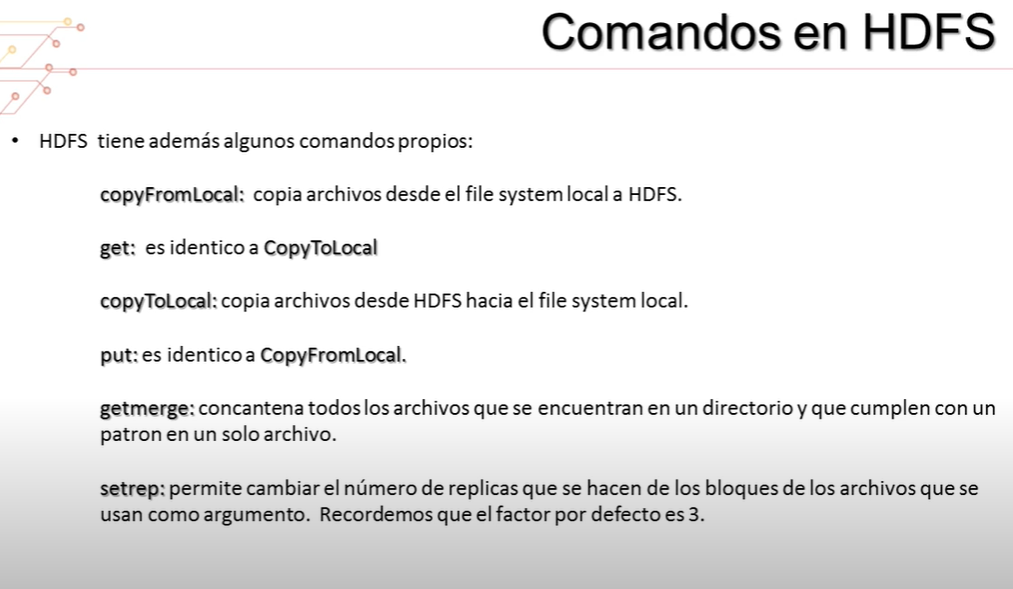 Comandos en HDFS
• HDFS tiene además algunos comandos propios:
copyFromLocal: copia archivos desde el file system local a HDFS.
get: es identico a CopyToLocal
copyToLocal: copia archivos desde HDFS hacia el file system local.
put: es identico a CopyFromLocal.
getmerge: concantena todos los archivos que se encuentran en un directorio y que cumplen con un
patron en un solo archivo.
setrep: permite cambiar el número de replicas que se hacen de los bloques de los archivos que se
usan como argumento. Recordemos que el factor por defecto es 3.